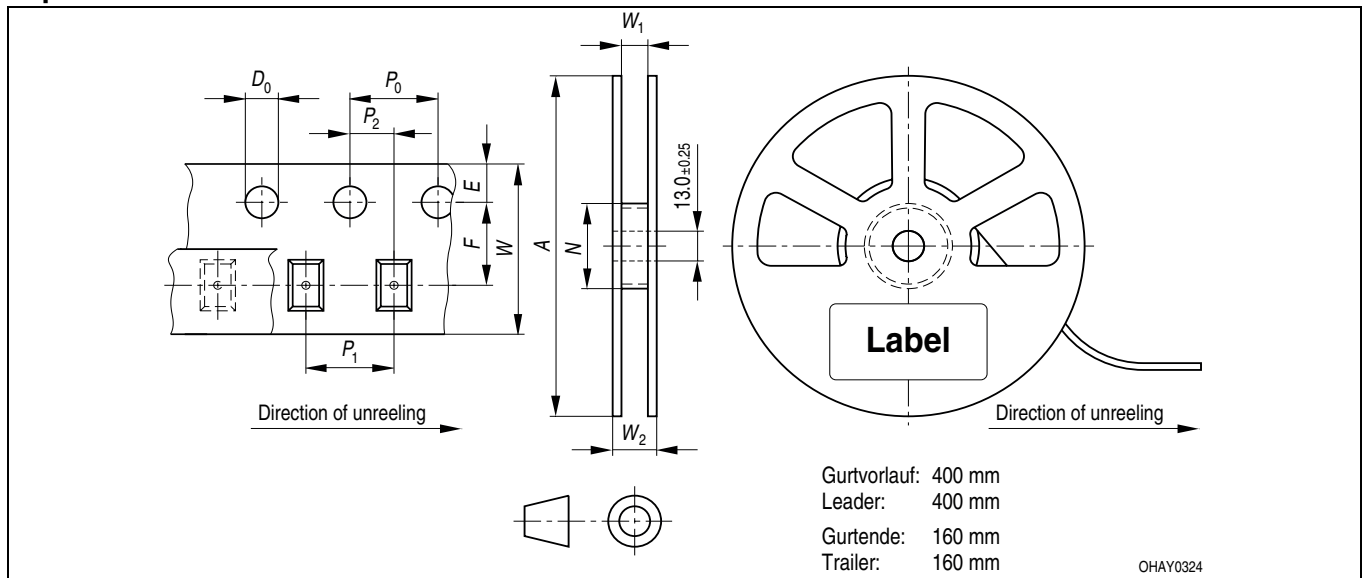 W1
D0
P0
P2
E
F
W
A
N
13.0±0.25
Label
P1
Direction of unreeling
Direction of unreeling
W2
Gurtvorlauf: 400 mm
Leader: 400 mm
Gurtende: 160 mm
Trailer: 160 mm
OHAY0324